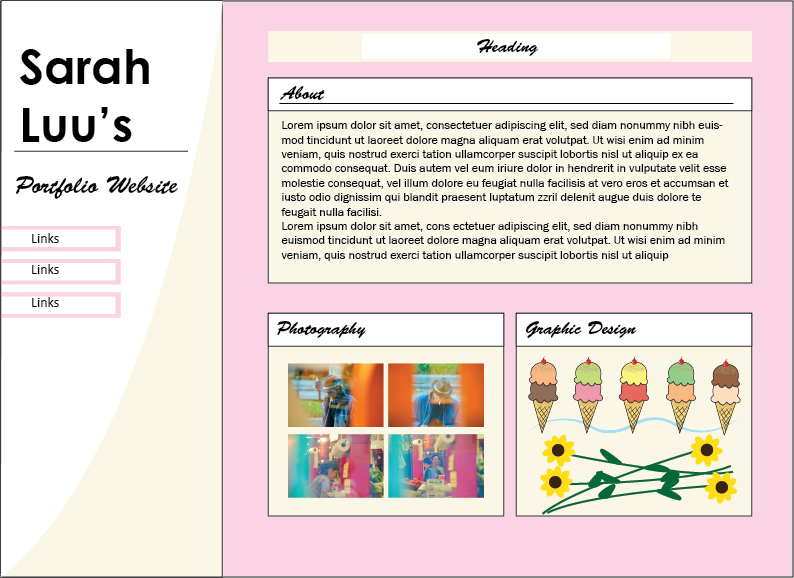 Sarah
Luu's
Portfolio Website
Links
Links
Links
Heading
About
Lorem ipsum dolor sit amet, consectetuer adipiscing elit, sed diam nonummy nibh euis-
mod tincidunt ut laoreet dolore magna aliquam erat volutpat. Ut wisi enim ad minim
veniam, quis nostrud exerci tation ullamcorper suscipit lobortis nisl ut aliquip ex ea
commodo consequat. Duis autem vel eum iriure dolor in hendrerit in vulputate velit esse
molestie consequat, vel illum dolore eu feugiat nulla facilisis at vero eros et accumsan et
iusto odio dignissim qui blandit praesent luptatum zzril delenit augue duis dolore te
feugait nulla facilisi.
Lorem ipsum dolor sit amet, cons ectetuer adipiscing elit, sed diam nonummy nibh
euismod tincidunt ut laoreet dolore magna aliquam erat volutpat. Ut wisi enim ad minim
veniam, quis nostrud exerci tation ullamcorper suscipit lobortis nisl ut aliquip
Photography
Graphic Design